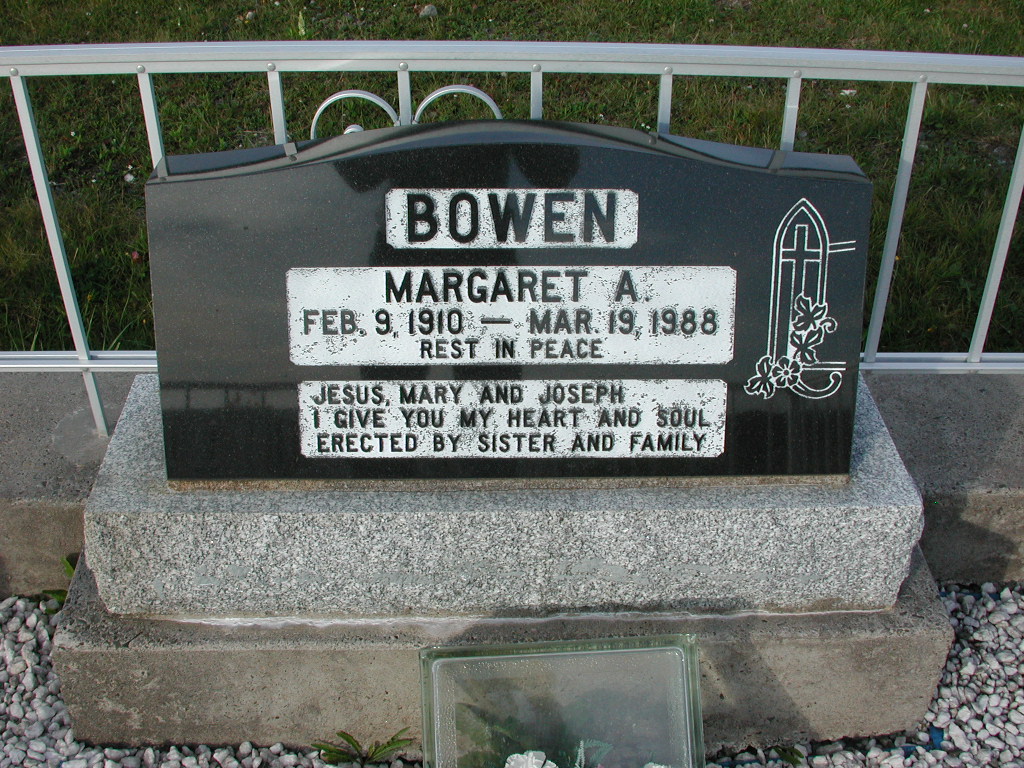 BOWEN
MARGARET A.
FEB. 9, 1910 — MAR. 19, 1988
REST IN PEACE
JESUS, MARY AND JOSEPH
I GIVE YOU MY HEART AND SOUL
ERECTED BY SISTER AND FAMILY